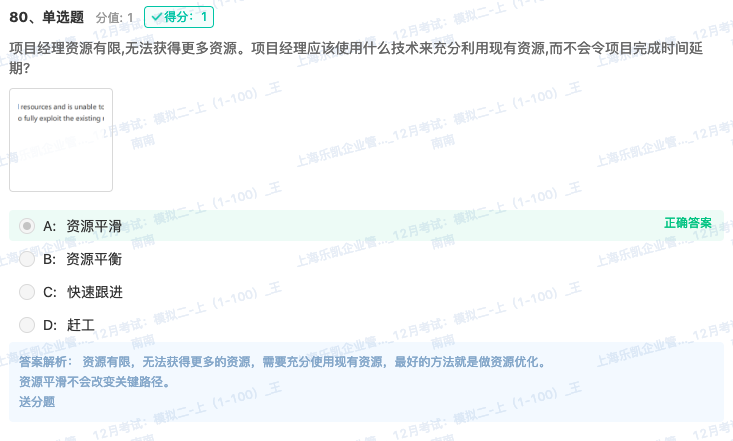 80、单选题 分值: 1 得分：1
项目经理资源有限,无法获得更多资源。项目经理应该使用什么技术来充分利用现有资源,而不会令项目完成时间延
期?
resources and is unable to
o fully exploit the existing
A: 资源平滑 正确答案
B: 资源平衡
C: 快速跟进
D: 赶工
答案解析: 资源有限，无法获得更多的资源，需要充分使用现有资源，最好的方法就是做资源优化。
资源平滑不会改变关键路径。
送分题
上海乐凯企业管..._12月考试：模拟二-上（1-100）_王
南南